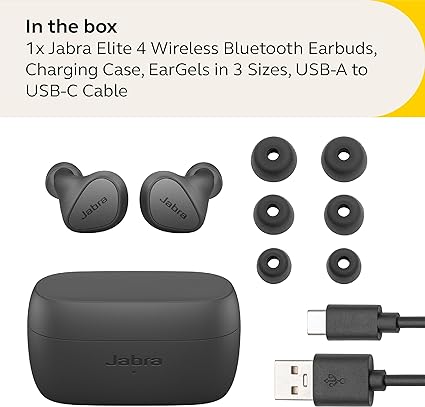 In the box
1x Jabra Elite 4 Wireless Bluetooth Earbuds,
Charging Case, EarGels in 3 Sizes, USB-A to
USB-C Cable
Jabra
Jabra
Jabra